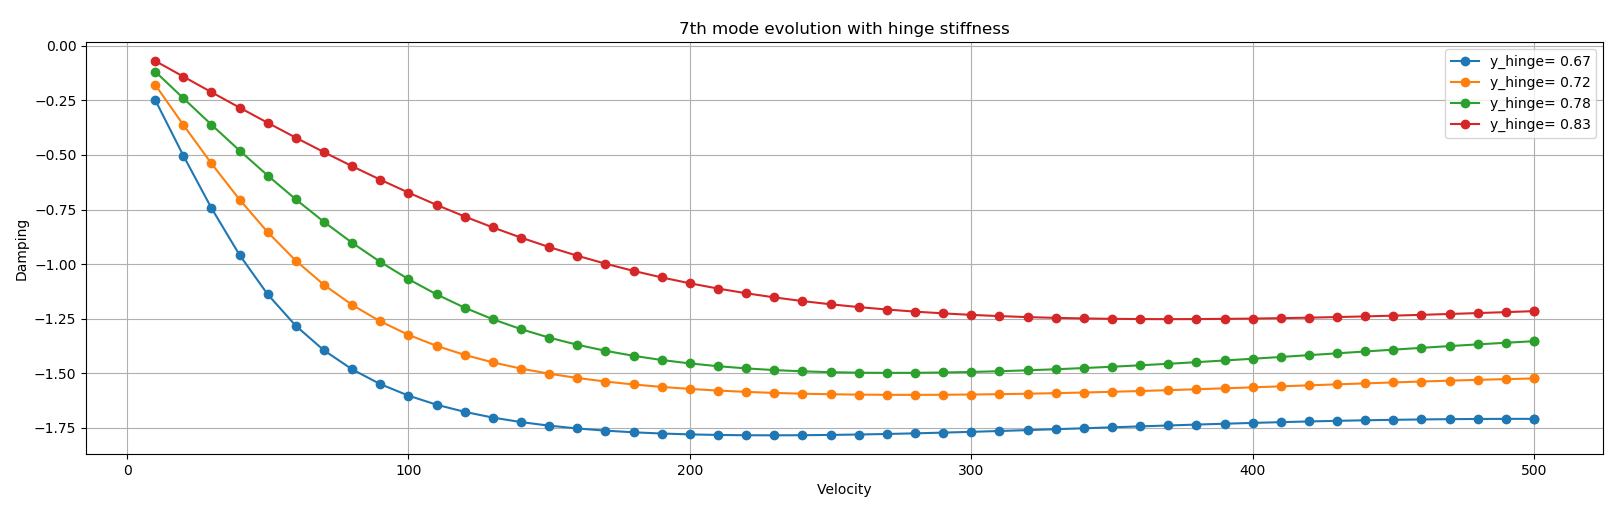 7th mode evolution with hinge stiffness
0.00
−0.25
−0.50
−0.75
−1.00
−1.25
−1.50
−1.75
Damping
y_hinge= 0.67
y_hinge= 0.72
y_hinge= 0.78
y_hinge= 0.83
0 100 200 300 400 500
Velocity